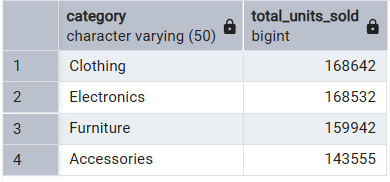 category total_units_sold
character varying (50) bigint
1 Clothing 168642
2 Electronics 168532
3 Furniture 159942
4 Accessories 143555